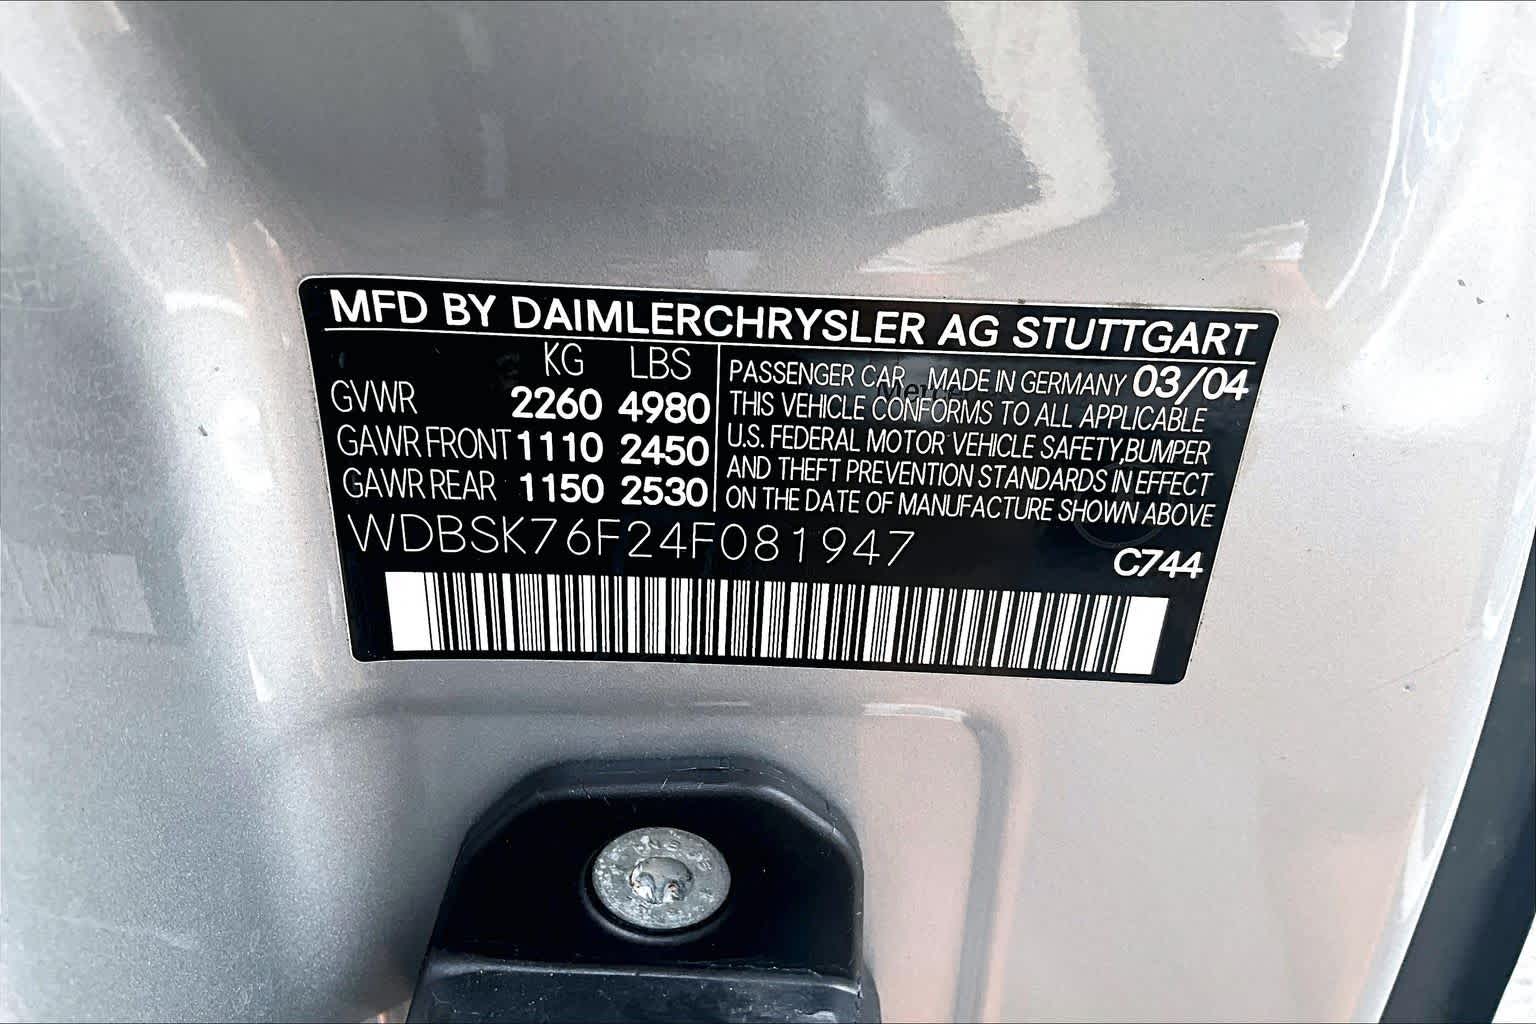 MFD BY DAIMLERCHRYSLER AG STUTTGART
KG LBS
GVWR 2260 4980
GAWR FRONT 1110 2450
GAWR REAR 1150 2530
PASSENGER CAR MADE IN GERMANY 03/04
THIS VEHICLE CONFORMS TO ALL APPLICABLE
U.S. FEDERAL MOTOR VEHICLE SAFETY,BUMPER
AND THEFT PREVENTION STANDARDS IN EFFECT
ON THE DATE OF MANUFACTURE SHOWN ABOVE
WDBSK76F24F081947
C744